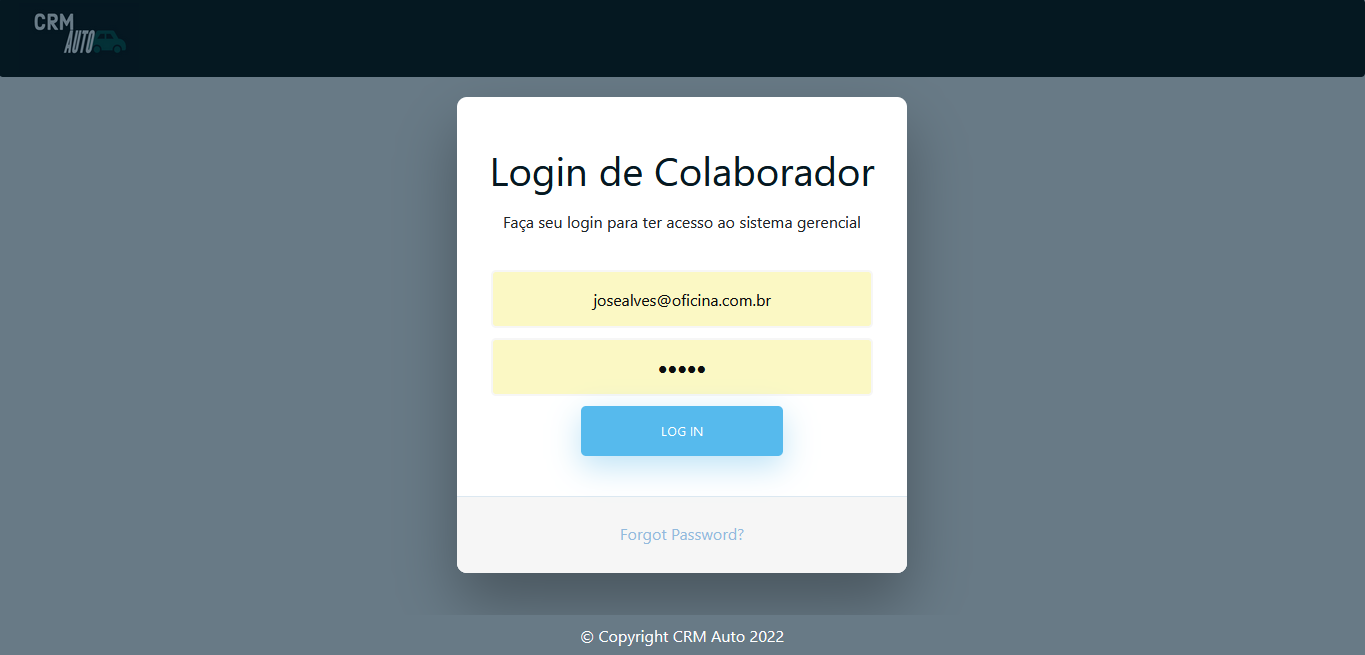 CRM
AUTO
Login de Colaborador
Faça seu login para ter acesso ao sistema gerencial
josealves@oficina.com.br
•••••
LOG IN
Forgot Password?
© Copyright CRM Auto 2022